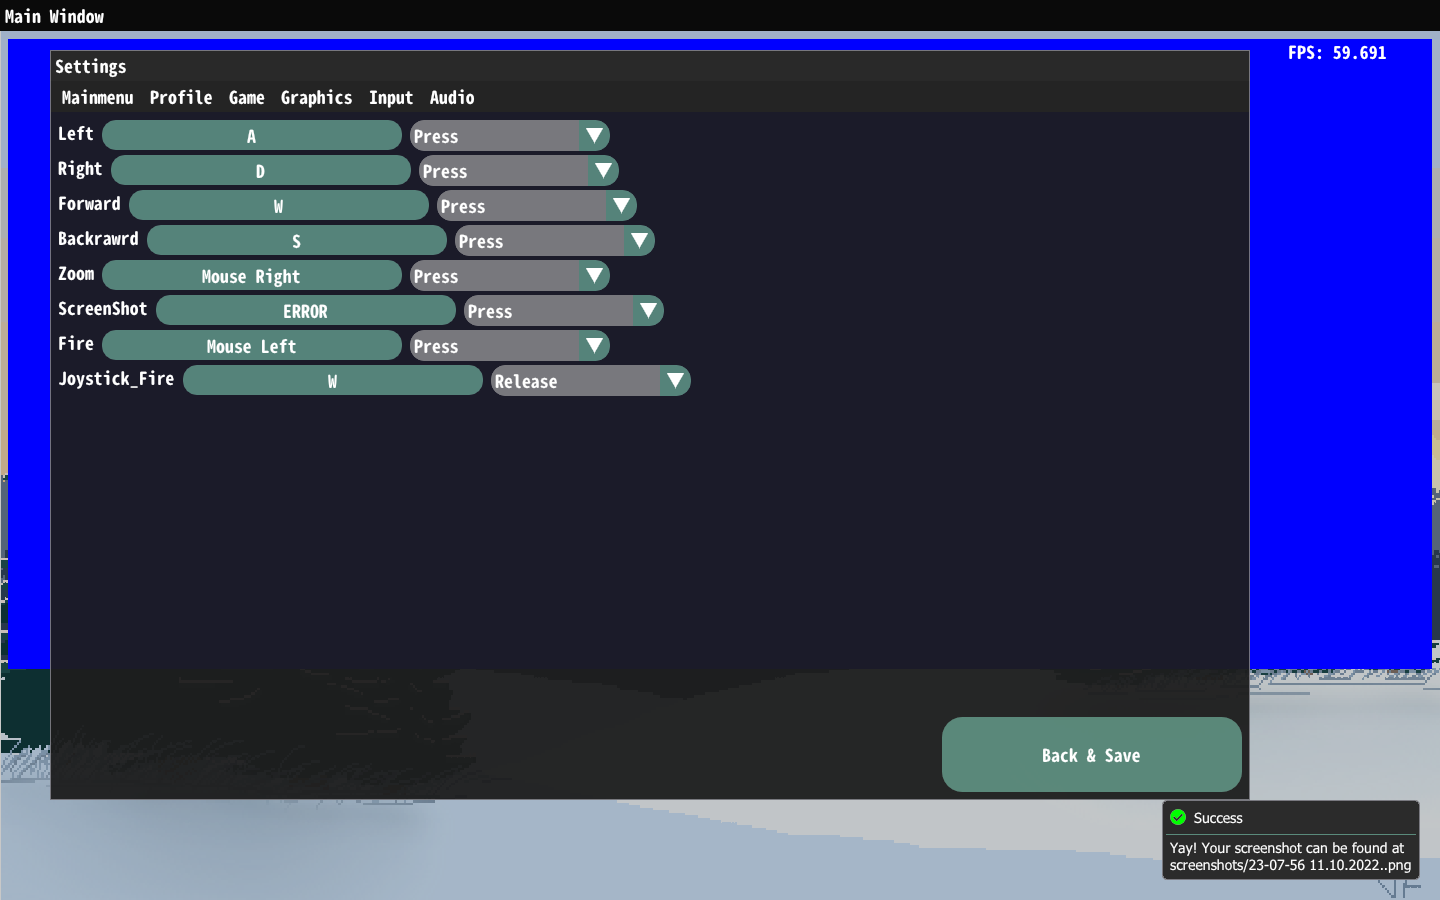 Main Window
FPS: 59.691
Settings
Mainmenu Profile Game Graphics Input Audio
Left A Press
Right D Press
Forward W Press
Backrawrd S Press
Zoom Mouse Right Press
ScreenShot ERROR Press
Fire Mouse Left Press
Joystick_Fire W Release
Back & Save
Success
Yay! Your screenshot can be found at
screenshots/23-07-56 11.10.2022..png